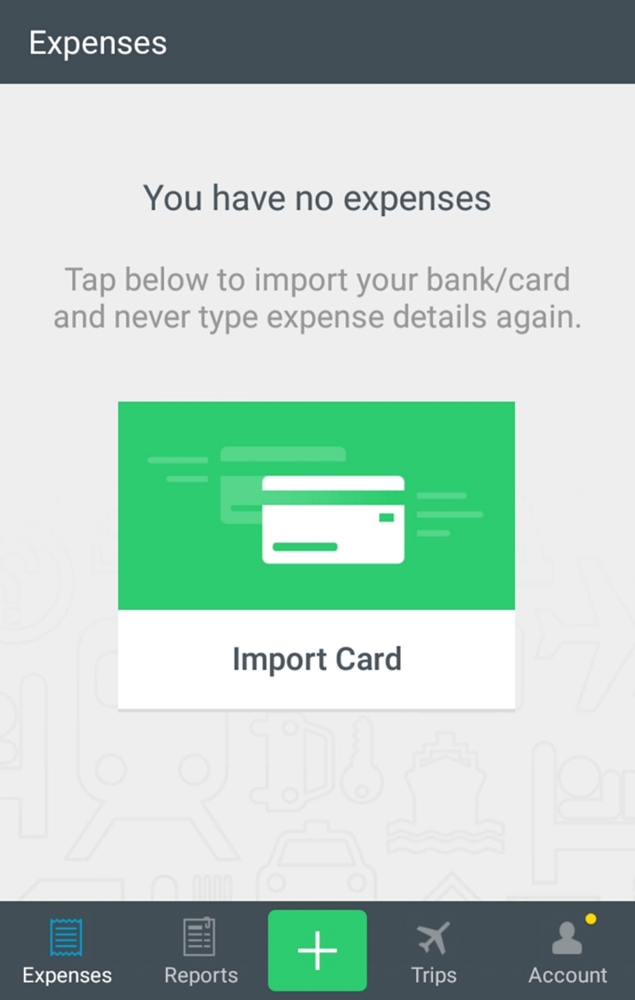 Expenses
You have no expenses
Tap below to import your bank/card
and never type expense details again.
Import Card
Expenses
Reports
Trips
Account